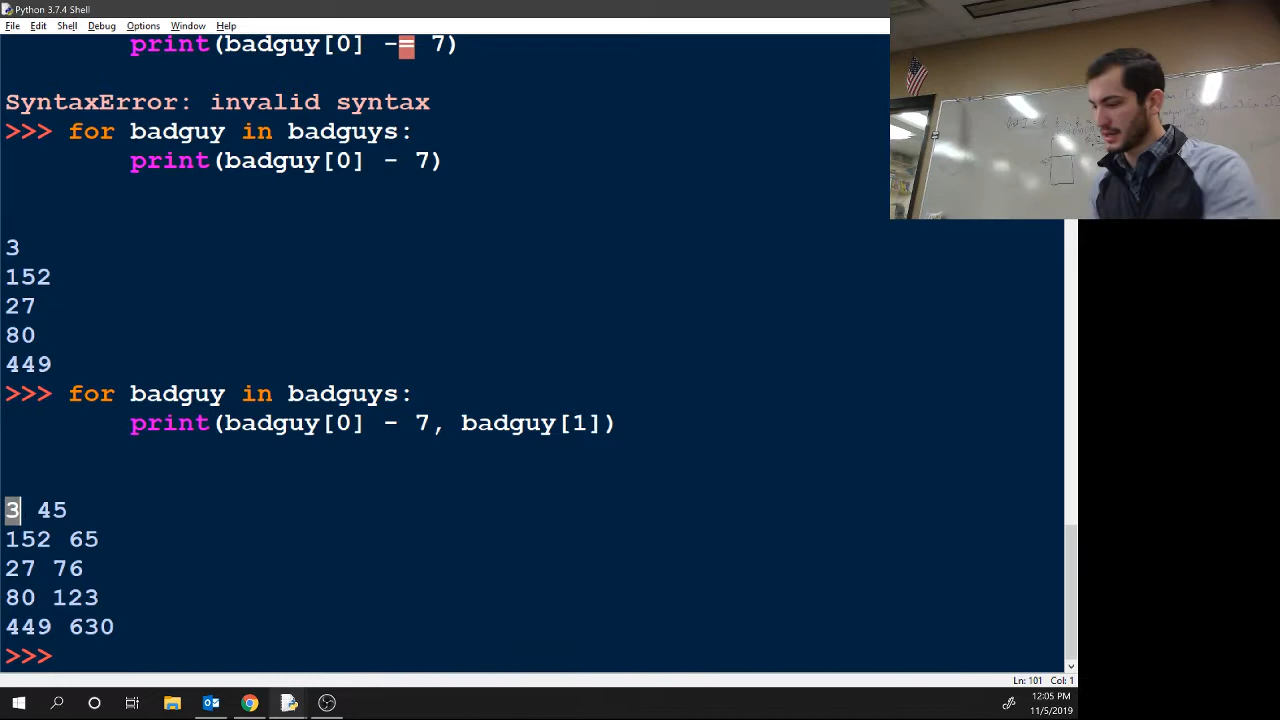 Python 3.7.4 Shell
File Edit Shell Debug Options Window Help
print(badguy[0] -= 7)
SyntaxError: invalid syntax
>>> for badguy in badguys:
print(badguy[0] - 7)
3
152
27
80
449
>>> for badguy in badguys:
print(badguy[0] - 7, badguy[1])
3 45
152 65
27 76
80 123
449 630
>>>
Ln: 101 Col: 1
12:05 PM
11/5/2019